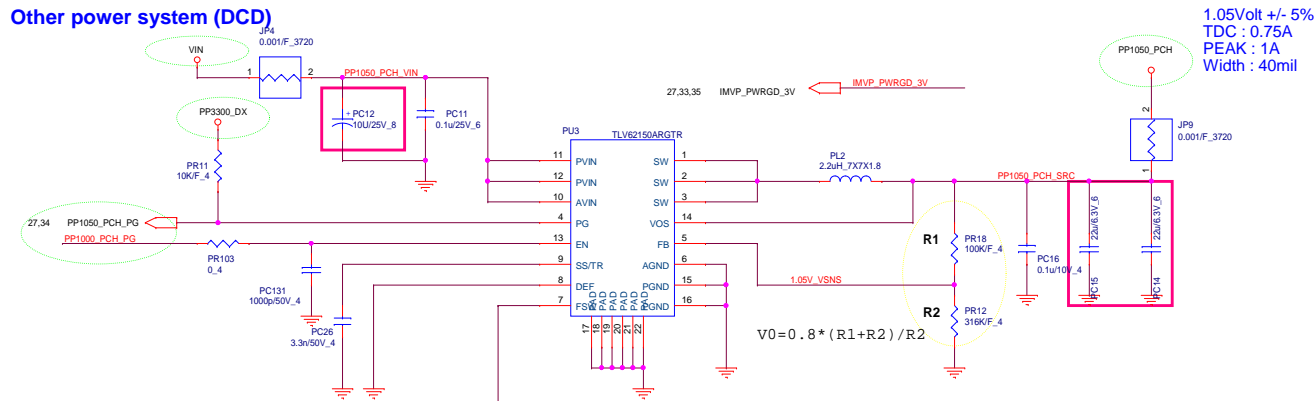 Other power system (DCD)
1.05Volt +/- 5%
TDC : 0.75A
PEAK : 1A
Width : 40mil
VIN
JP4
0.001/F_3720
1
2
PP1050_PCH_VIN
PP3300_DX
PR11
10K/F_4
+
PC12
10U/25V_8
PC11
0.1u/25V_6
27,33,35
IMVP_PWRGD_3V
IMVP_PWRGD_3V
PP1050_PCH
2
JP9
0.001/F_3720
1
PU3
TLV62150ARGTR
11
PVIN
SW
1
12
PVIN
SW
2
10
AVIN
SW
3
4
PG
VOS
14
13
EN
FB
5
9
SS/TR
AGND
6
8
DEF
PGND
15
7
FSW
PGND
16
PAD
PAD
PAD
PAD
PAD
PAD
17
18
19
20
21
22
PL2
2.2uH_7X7X1.8
PP1050_PCH_SRC
27,34
PP1050_PCH_PG
PP1000_PCH_PG
PR103
0_4
PC131
1000p/50V_4
PC26
3.3n/50V_4
1.05V_VSNS
R1
PR18
100K/F_4
R2
PR12
316K/F_4
V0=0.8*(R1+R2)/R2
PC16
0.1u/10V_4
22u/6.3V_6
PC15
22u/6.3V_6
PC14